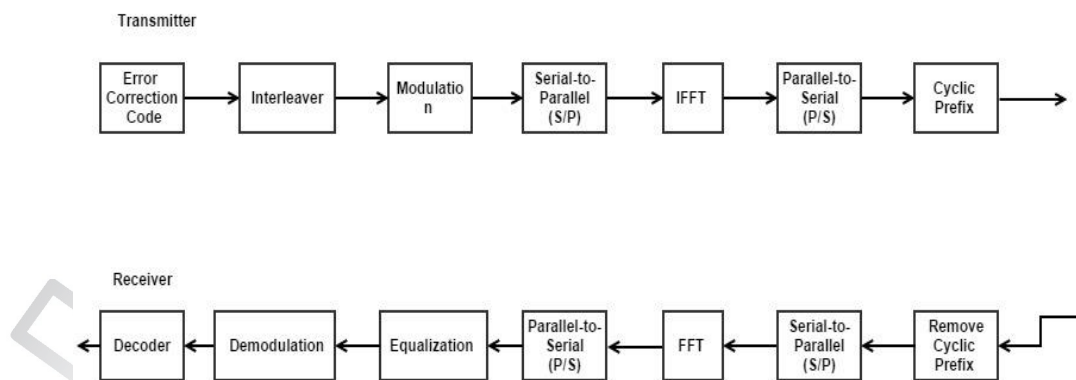 Transmitter
Error
Correction
Code
Interleaver
Modulatio
n
Serial-to-
Parallel
(S/P)
IFFT
Parallel-to-
Serial
(P/S)
Cyclic
Prefix
Receiver
Decoder
Demodulation
Equalization
Parallel-to-
Serial
(P/S)
FFT
Serial-to-
Parallel
(S/P)
Remove
Cyclic
Prefix